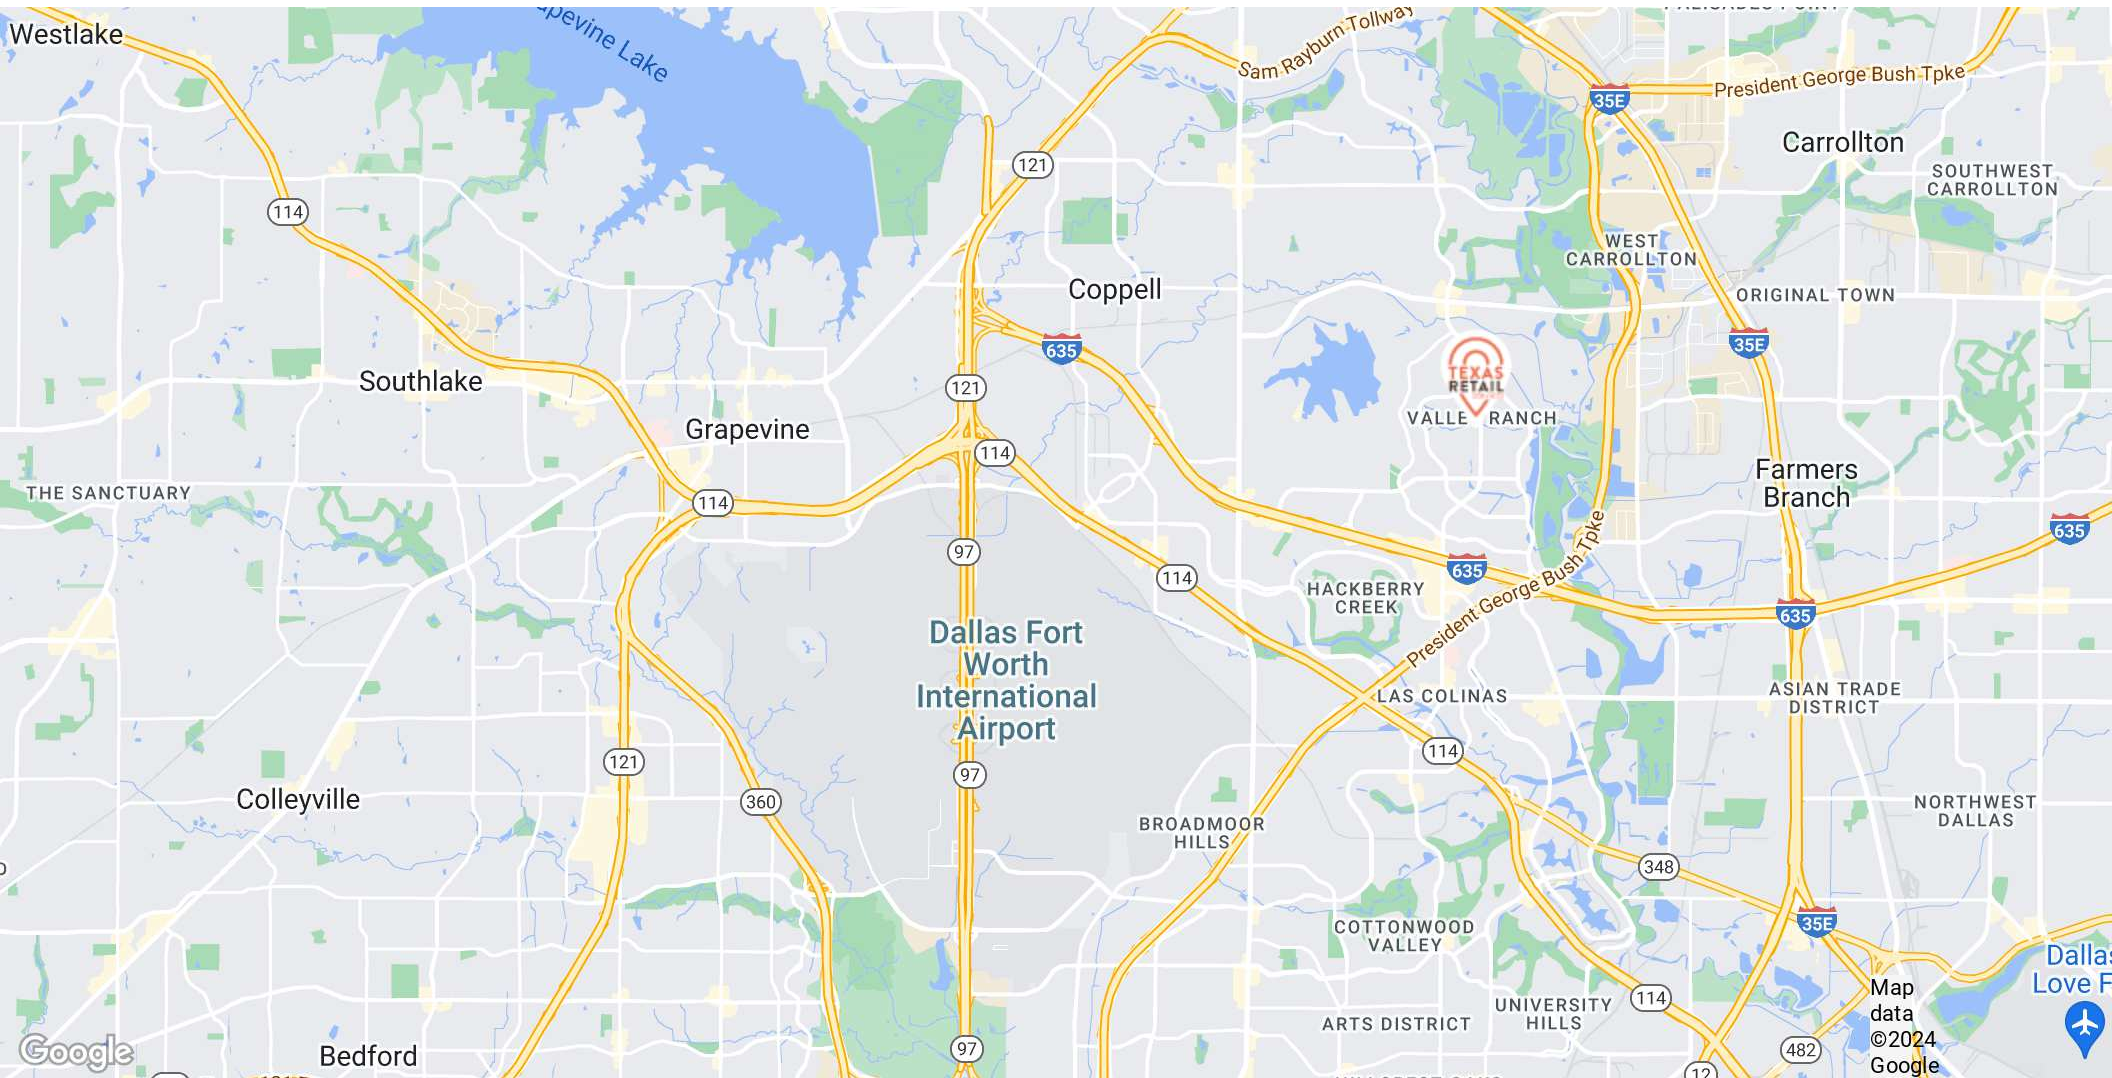 Westlake
Grapevine Lake
Sam Rayburn Tollway
35E
President George Bush Tpke
Carrollton
SOUTHWEST
CARROLLTON
121
114
WEST
CARROLLTON
Coppell
ORIGINAL TOWN
635
35E
TEXAS
RETAIL
121
Southlake
VALLE RANCH
Grapevine
114
Farmers
Branch
THE SANCTUARY
114
635
97
President George Bush Tpke
635
114
HACKBERRY
CREEK
635
Dallas Fort
Worth
International
Airport
LAS COLINAS
ASIAN TRADE
DISTRICT
114
121
97
360
Colleyville
BROADMOOR
HILLS
NORTHWEST
DALLAS
348
35E
COTTONWOOD
VALLEY
Dallas
Love F
Map
data
©2024
Google
114
UNIVERSITY
HILLS
ARTS DISTRICT
97
482
Google
Bedford
12